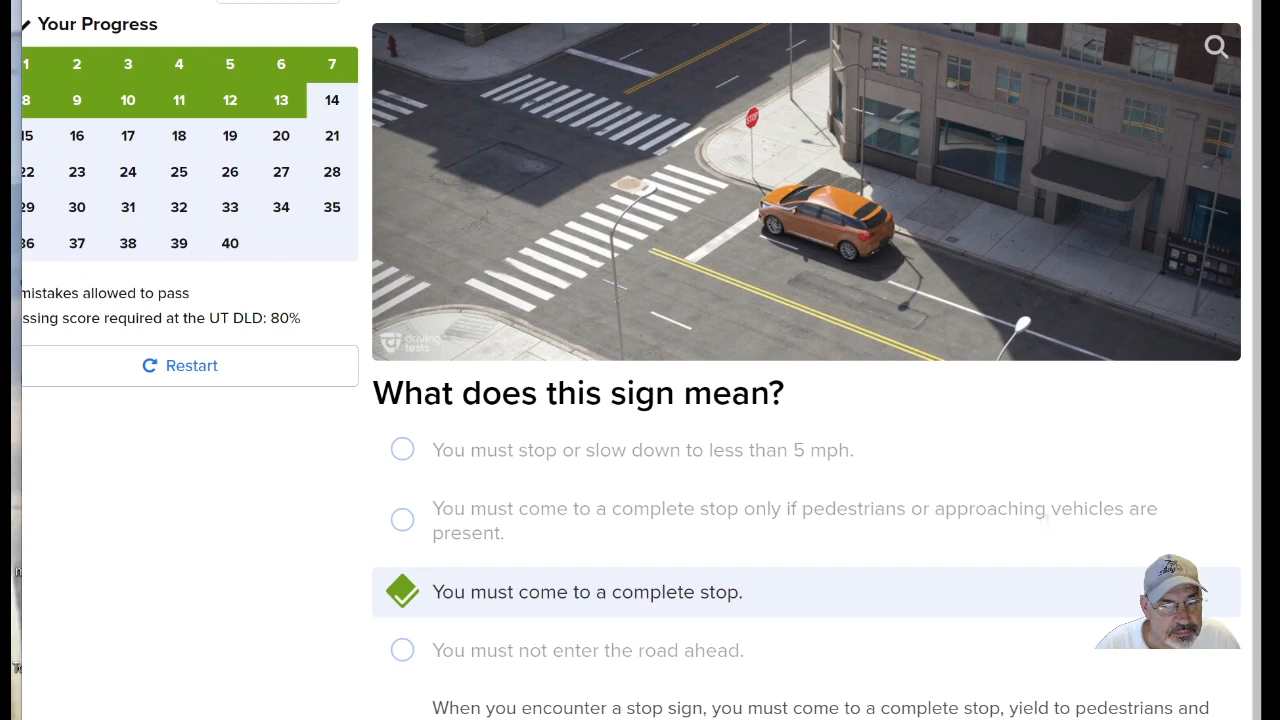 Your Progress
1 2 3 4 5 6 7
8 9 10 11 12 13 14
15 16 17 18 19 20 21
22 23 24 25 26 27 28
29 30 31 32 33 34 35
36 37 38 39 40
mistakes allowed to pass
ssing score required at the UT DLD: 80%
Restart
STOP
driving
tests
What does this sign mean?
You must stop or slow down to less than 5 mph.
You must come to a complete stop only if pedestrians or approaching vehicles are
present.
You must come to a complete stop.
You must not enter the road ahead.
When you encounter a stop sign, you must come to a complete stop, yield to pedestrians and